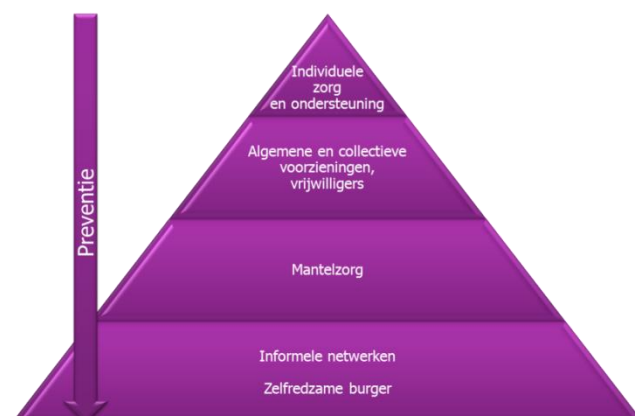 Individuele
zorg
en ondersteuning
Algemene en collectieve
voorzieningen,
vrijwilligers
Preventie
Mantelzorg
Informele netwerken
Zelfredzame burger